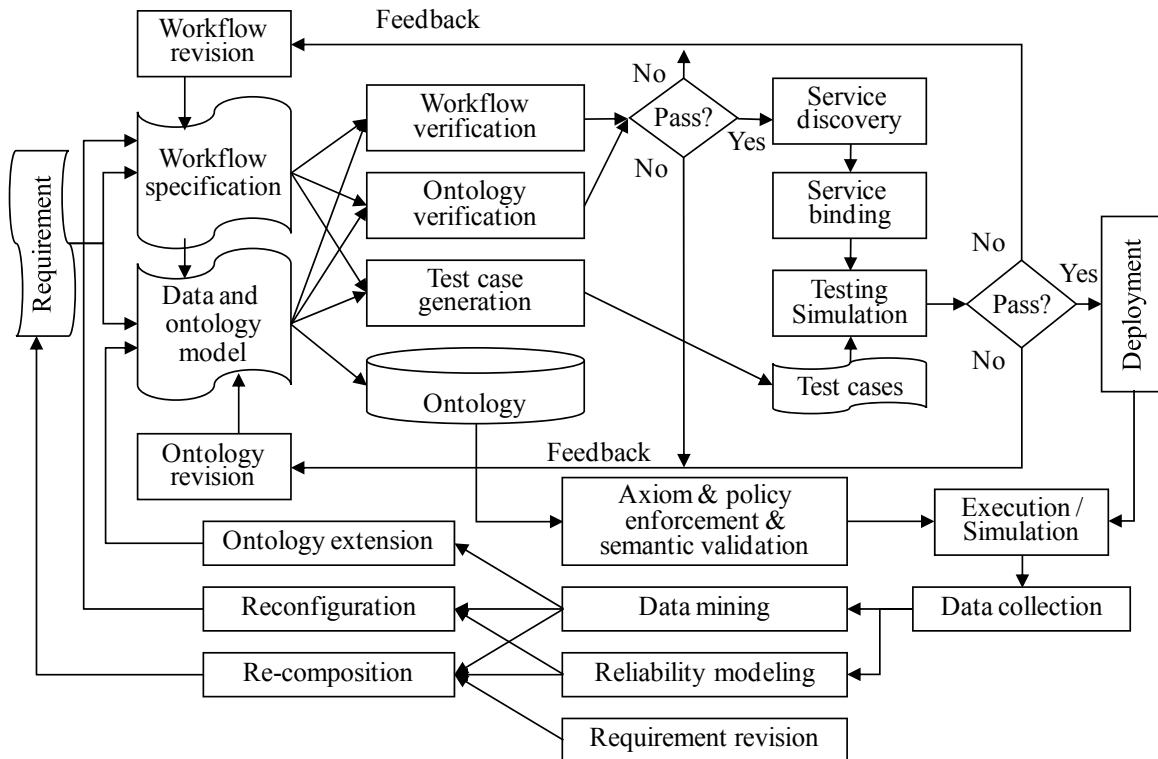 Workflow
revision
Feedback
Workflow
specification
Requirement
Data and
ontology
model
Ontology
revision
Workflow
verification
Ontology
verification
Test case
generation
Ontology
No
Pass?
Yes
No
Service
discovery
Service
binding
Testing
Simulation
Test cases
No
Pass?
Yes
No
Deployment
Feedback
Axiom & policy
enforcement &
semantic validation
Execution /
Simulation
Ontology extension
Reconfiguration
Data mining
Data collection
Re-composition
Reliability modeling
Requirement revision